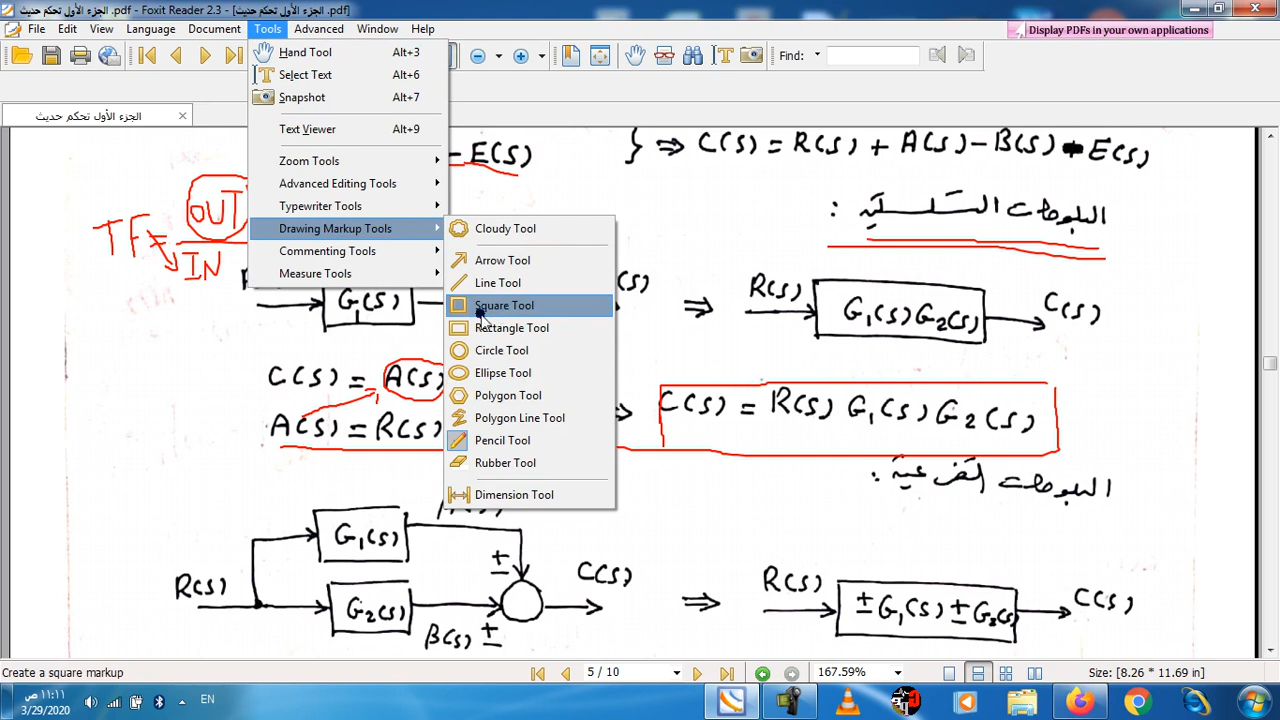 الجزء الأول تحكم حديث .pdf - Foxit Reader 2.3 - [الجزء الأول تحكم حديث .pdf]
File Edit View Language Document Tools Advanced Window Help
Display PDFs in your own applications
Find:
الجزء الأول تحكم حديث
Hand Tool Alt+3
Select Text Alt+6
Snapshot Alt+7
Text Viewer Alt+9
Zoom Tools
Advanced Editing Tools
Typewriter Tools
Drawing Markup Tools
Commenting Tools
Measure Tools
Cloudy Tool
Arrow Tool
Line Tool
Square Tool
Rectangle Tool
Circle Tool
Ellipse Tool
Polygon Tool
Polygon Line Tool
Pencil Tool
Rubber Tool
Dimension Tool
- E(S) } ⇒ C(S) = R(S) + A(S) - B(S) - E(S)
: البلوكات التسلسلية
TF = OUT
IN
G₁(S) ⇒ R(S) G₁(S)G₂(S) C(S)
C(S) = A(S)
A(S) = R(S) C(S) = R(S) G₁(S) G₂(S)
: البلوكات الفرعية
G₁(S) ±
R(S) G₂(S) C(S) ⇒ R(S) ±G₁(S) ±G₂(S) C(S)
β(S) ±
Create a square markup
5 / 10
167.59%
Size: [8.26 * 11.69 in]
١١:١١ ص
3/29/2020
EN